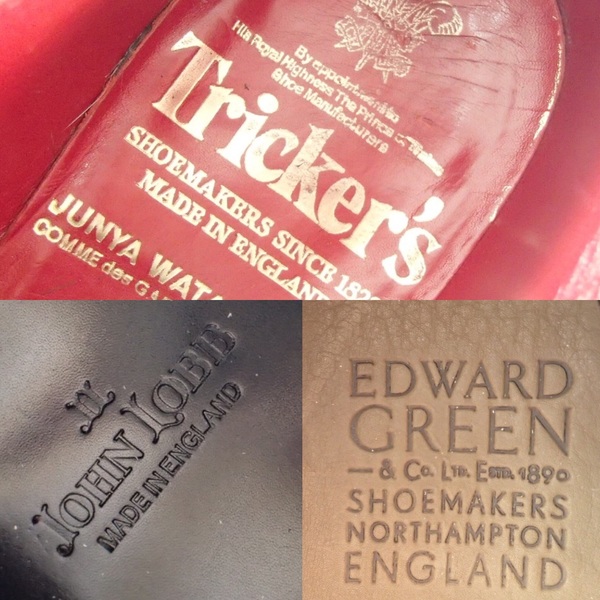 By appointment to
His Royal Highness The Prince of Wales
Shoe Manufacturers
Tricker's
SHOEMAKERS SINCE 182
MADE IN ENGLAND
JUNYA WATA
COMME des G
JOHN LOBB
MADE IN ENGLAND
EDWARD
GREEN
& Co. LTD. ESTD. 1890
SHOEMAKERS
NORTHAMPTON
ENGLAND